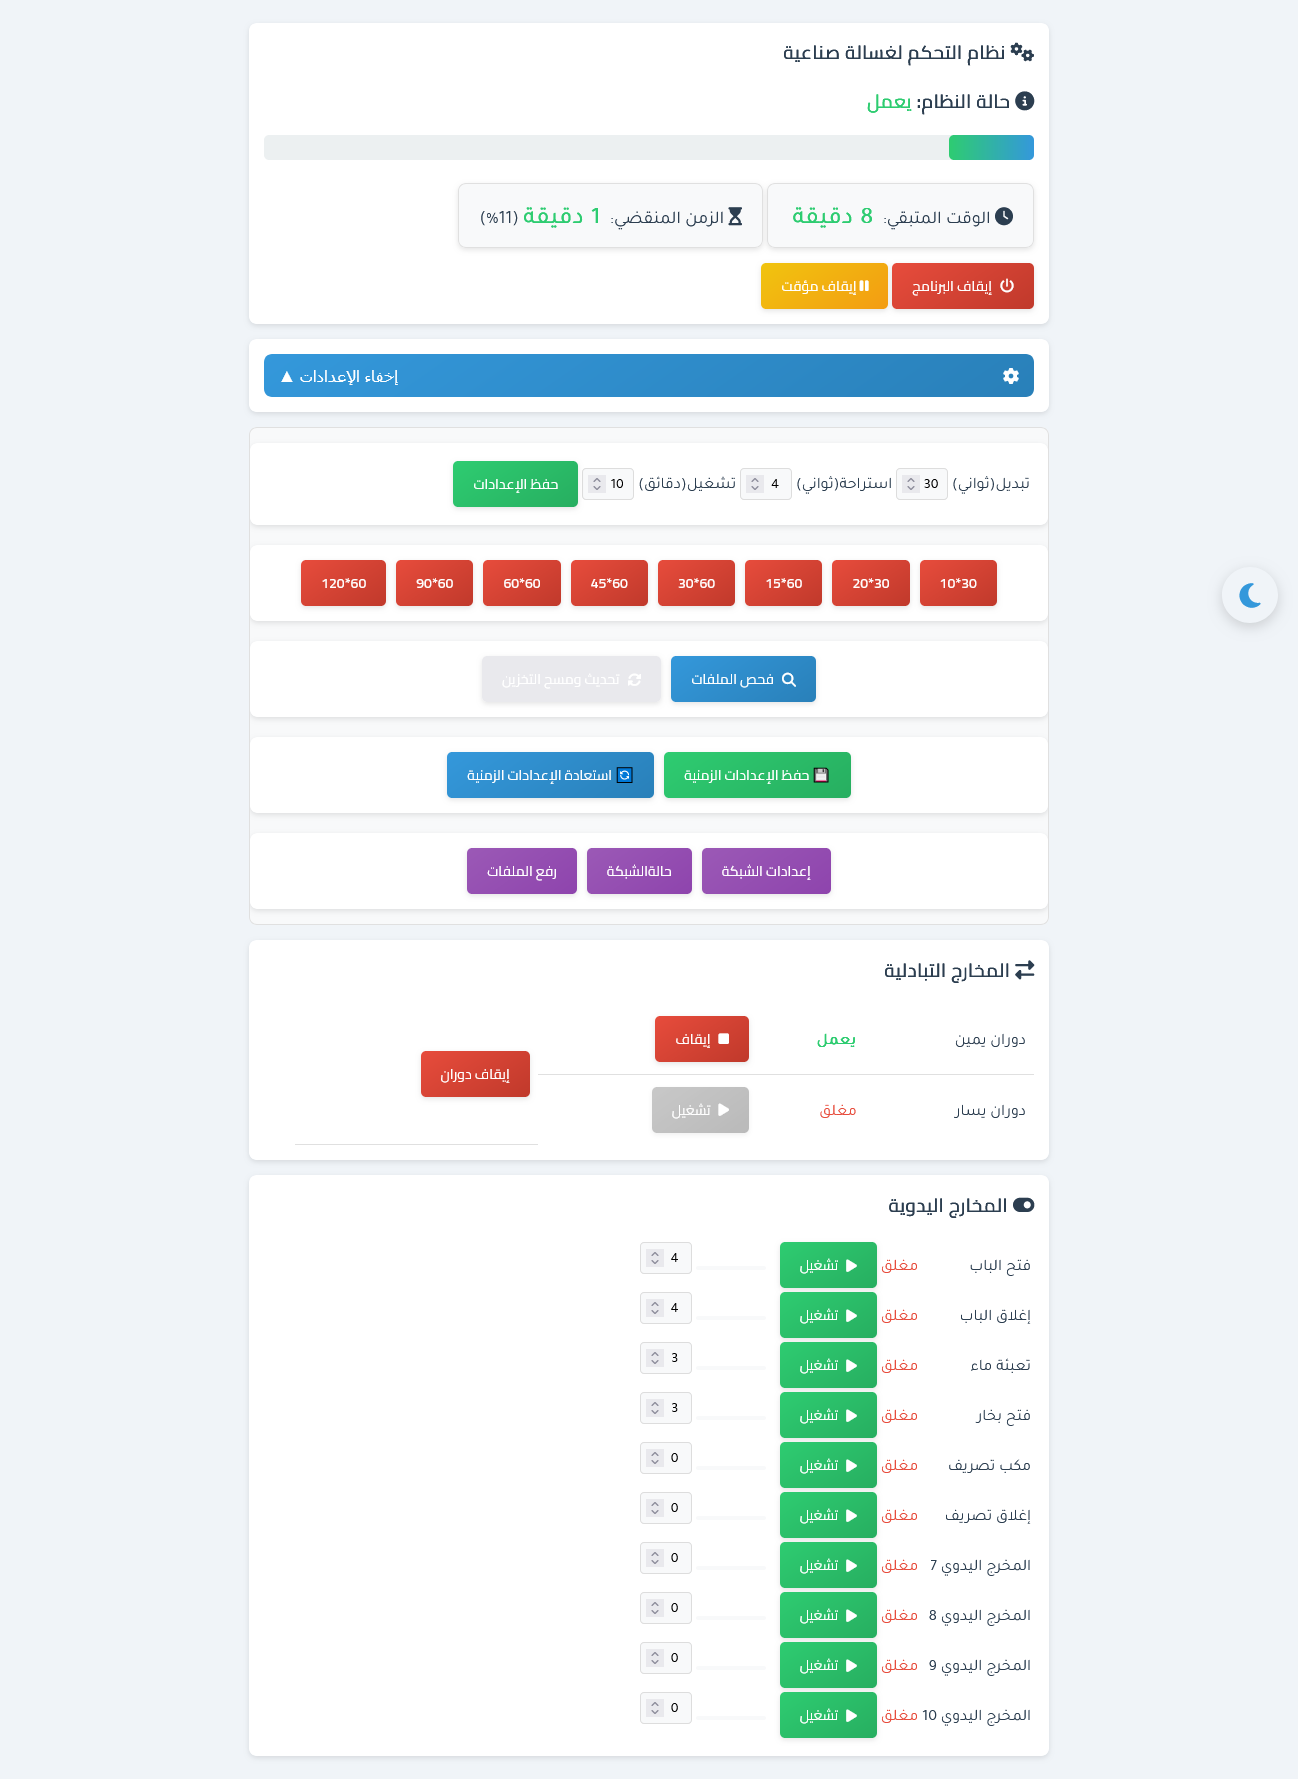 نظام التحكم لغسالة صناعية
حالة النظام: يعمل
الوقت المتبقي: 8 دقيقة
الزمن المنقضي: 1 دقيقة (11%)
إيقاف البرنامج
إيقاف مؤقت
إخفاء الإعدادات ▲
تبديل(ثواني) 30 استراحة(ثواني) 4 تشغيل(دقائق) 10 حفظ الإعدادات
10*30 20*30 15*60 30*60 45*60 60*60 90*60 120*60
فحص الملفات تحديث ومسح التخزين
حفظ الإعدادات الزمنية استعادة الإعدادات الزمنية
إعدادات الشبكة حالةالشبكة رفع الملفات
المخارج التبادلية
دوران يمين يعمل إيقاف
إيقاف دوران
دوران يسار مغلق تشغيل
المخارج اليدوية
فتح الباب مغلق تشغيل 4
إغلاق الباب مغلق تشغيل 4
تعبئة ماء مغلق تشغيل 3
فتح بخار مغلق تشغيل 3
مكب تصريف مغلق تشغيل 0
إغلاق تصريف مغلق تشغيل 0
المخرج اليدوي 7 مغلق تشغيل 0
المخرج اليدوي 8 مغلق تشغيل 0
المخرج اليدوي 9 مغلق تشغيل 0
المخرج اليدوي 10 مغلق تشغيل 0